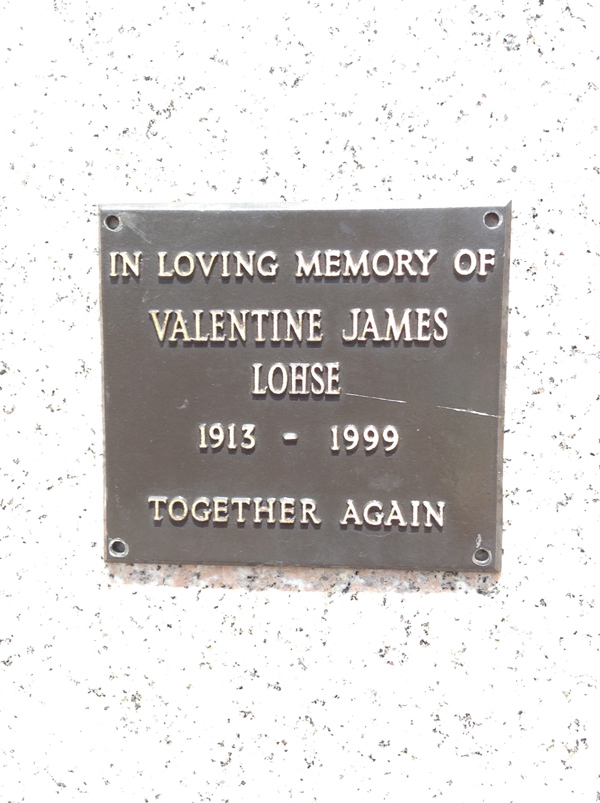 IN LOVING MEMORY OF
VALENTINE JAMES
LOHSE
1913 - 1999
TOGETHER AGAIN